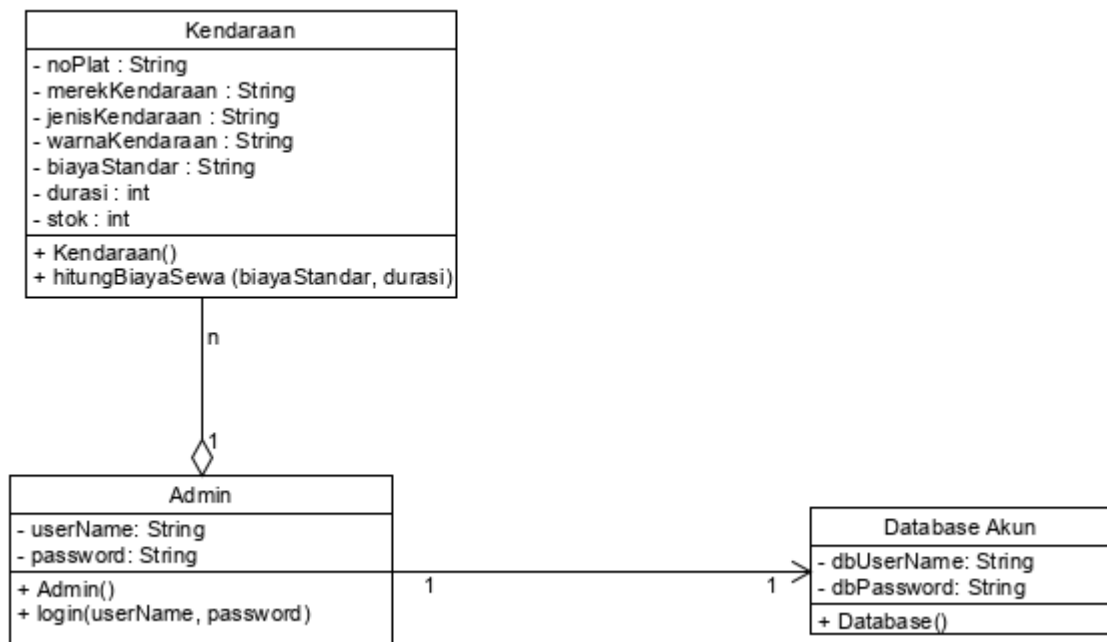 Kendaraan
- noPlat : String
- merekKendaraan : String
- jenisKendaraan : String
- warnaKendaraan : String
- biayaStandar : String
- durasi : int
- stok : int
+ Kendaraan()
+ hitungBiayaSewa (biayaStandar, durasi)
n
1
Admin
- userName: String
- password: String
+ Admin()
+ login(userName, password)
1
1
Database Akun
- dbUserName: String
- dbPassword: String
+ Database()